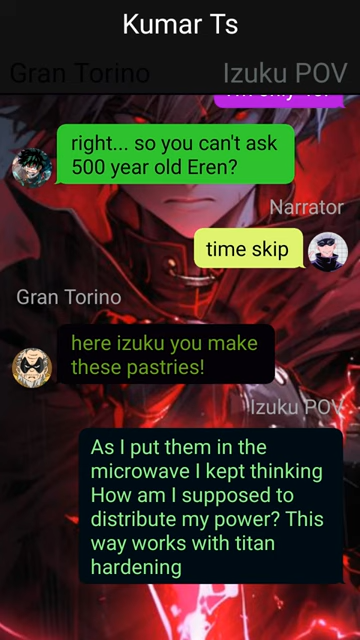 Kumar Ts
Gran Torino
Izuku POV
right... so you can't ask
500 year old Eren?
Narrator
time skip
Gran Torino
here izuku you make
these pastries!
Izuku POV
As I put them in the
microwave I kept thinking
How am I supposed to
distribute my power? This
way works with titan
hardening